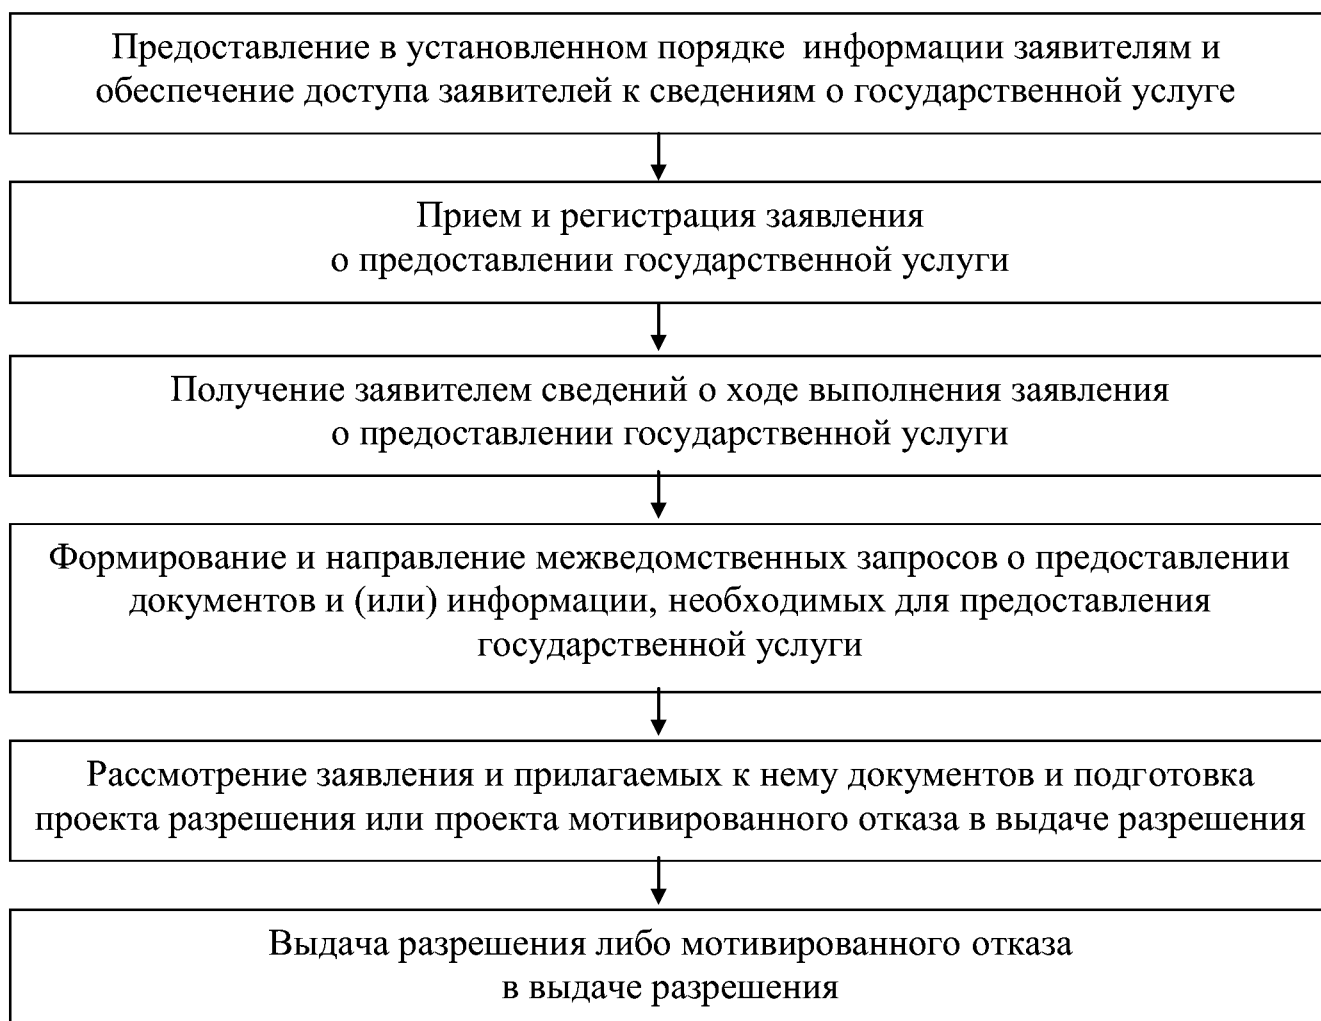 Предоставление в установленном порядке информации заявителям и
обеспечение доступа заявителей к сведениям о государственной услуге
Прием и регистрация заявления
о предоставлении государственной услуги
Получение заявителем сведений о ходе выполнения заявления
о предоставлении государственной услуги
Формирование и направление межведомственных запросов о предоставлении
документов и (или) информации, необходимых для предоставления
государственной услуги
Рассмотрение заявления и прилагаемых к нему документов и подготовка
проекта разрешения или проекта мотивированного отказа в выдаче разрешения
Выдача разрешения либо мотивированного отказа
в выдаче разрешения